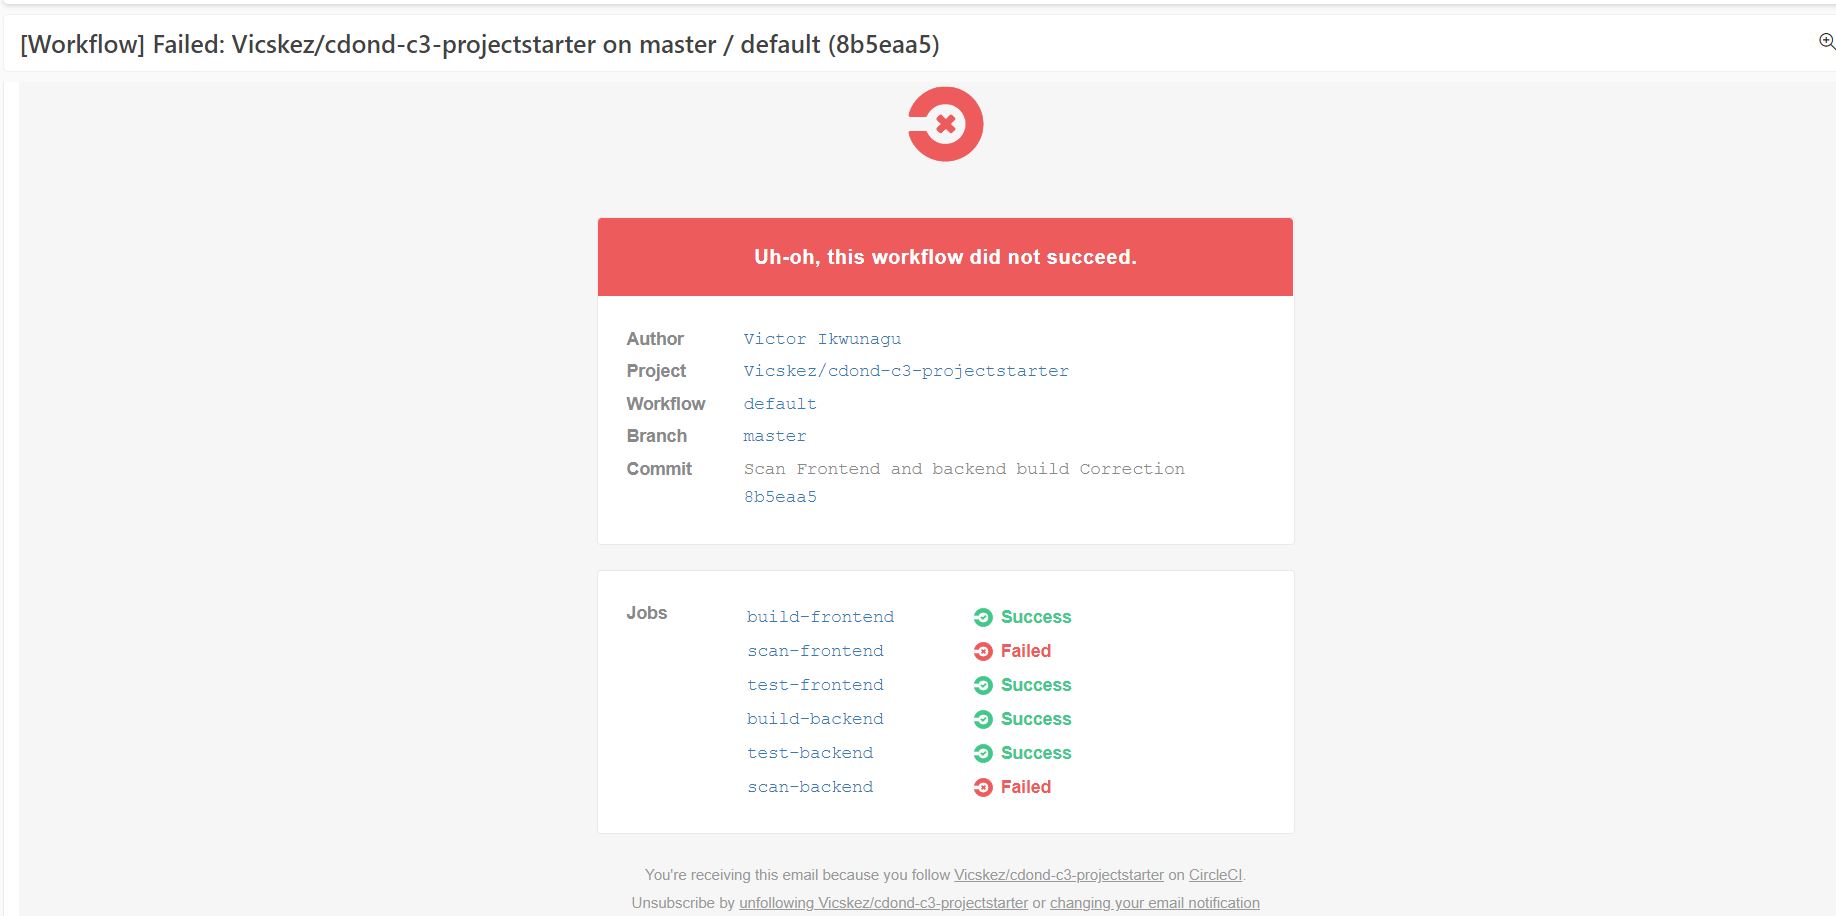 [Workflow] Failed: Vicskez/cdond-c3-projectstarter on master / default (8b5eaa5)
Uh-oh, this workflow did not succeed.
Author Victor Ikwunagu
Project Vicskez/cdond-c3-projectstarter
Workflow default
Branch master
Commit Scan Frontend and backend build Correction
8b5eaa5
Jobs build-frontend Success
scan-frontend Failed
test-frontend Success
build-backend Success
test-backend Success
scan-backend Failed
You're receiving this email because you follow Vicskez/cdond-c3-projectstarter on CircleCI.
Unsubscribe by unfollowing Vicskez/cdond-c3-projectstarter or changing your email notification